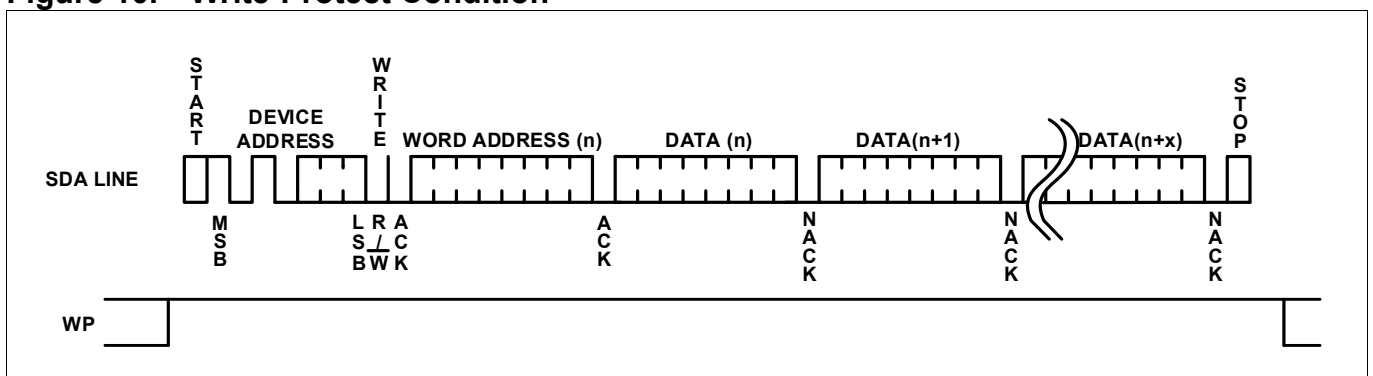 Figure Write Protect Condition
START
DEVICE
ADDRESS
WRITE
WORD ADDRESS (n)
DATA (n)
DATA(n+1)
DATA(n+x)
STOP
SDA LINE
MSB
LSB
R/W
ACK
ACK
NACK
NACK
NACK
WP